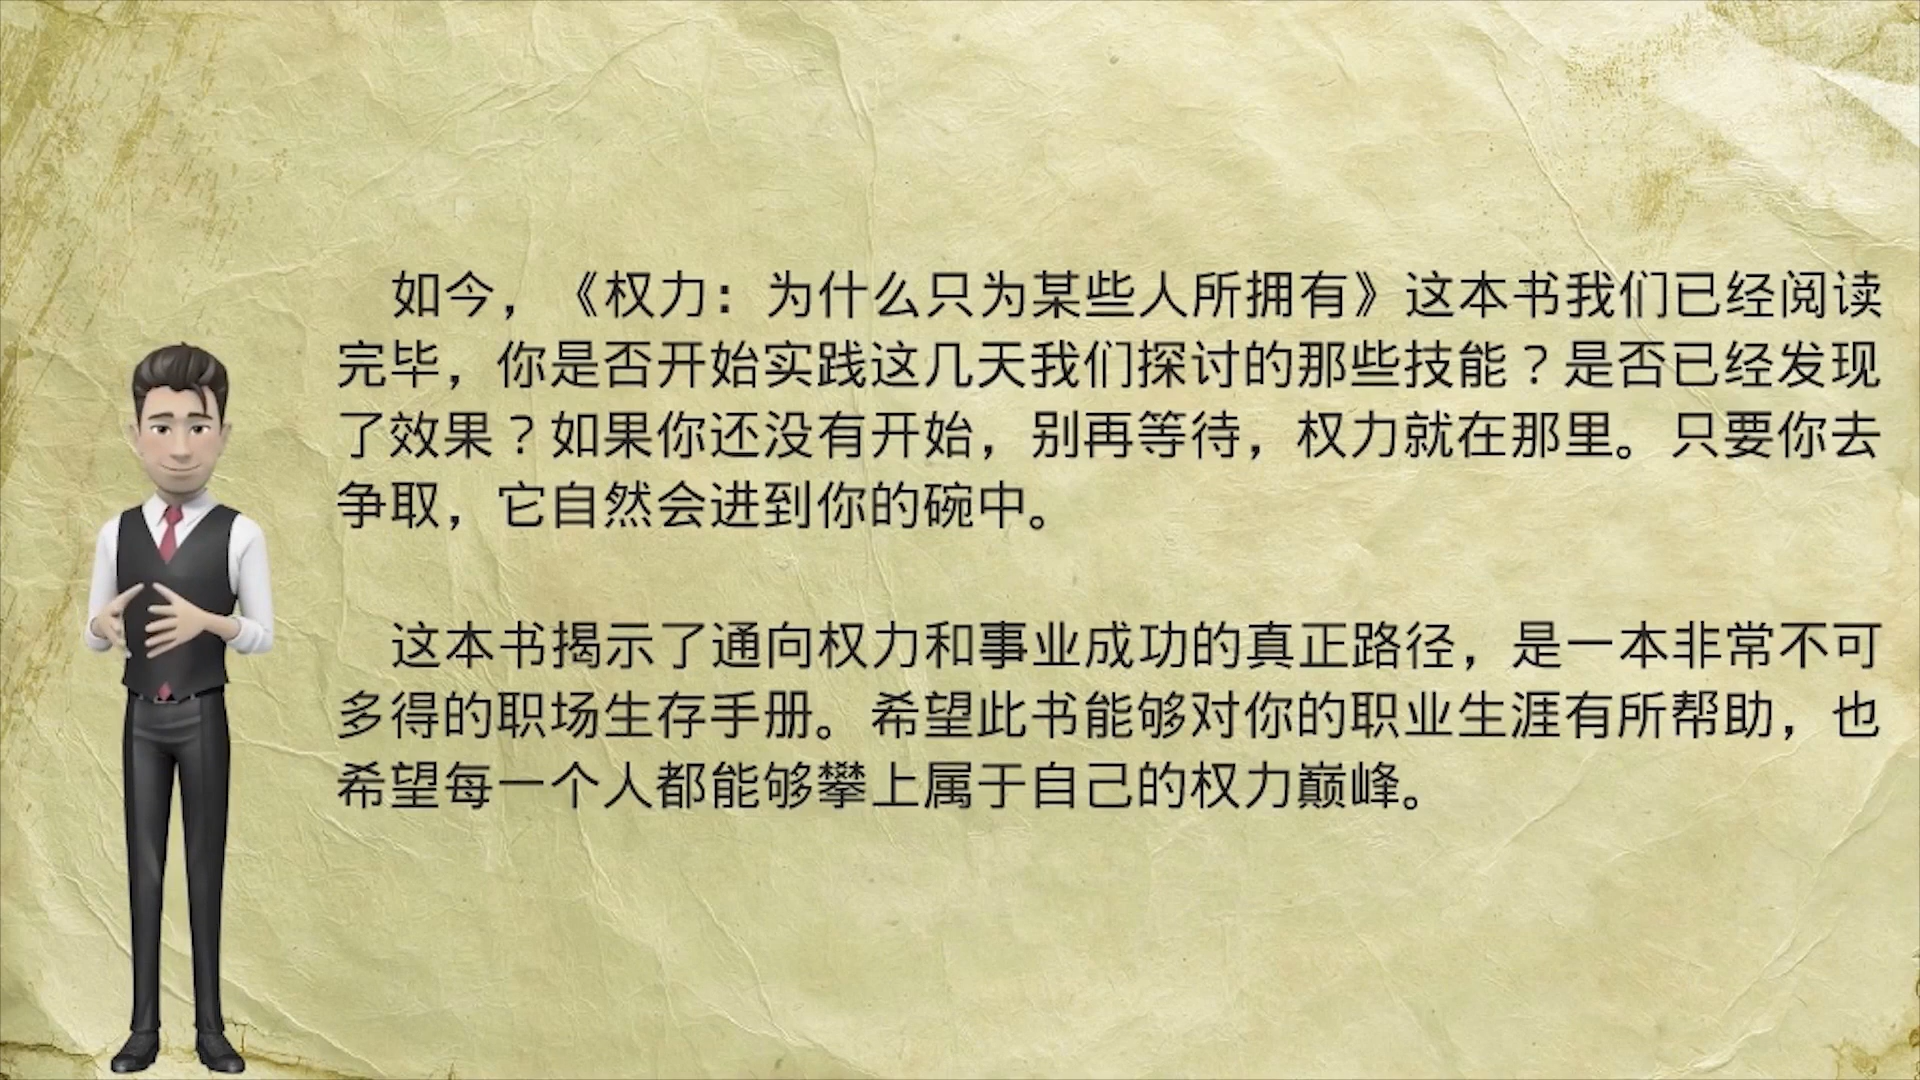 如今，《权力：为什么只为某些人所拥有》这本书我们已经阅读
完毕，你是否开始实践这几天我们探讨的那些技能？是否已经发现
了效果？如果你还没有开始，别再等待，权力就在那里。只要你去
争取，它自然会进到你的碗中。
这本书揭示了通向权力和事业成功的真正路径，是一本非常不可
多得的职场生存手册。希望此书能够对你的职业生涯有所帮助，也
希望每一个人都能够攀上属于自己的权力巅峰。